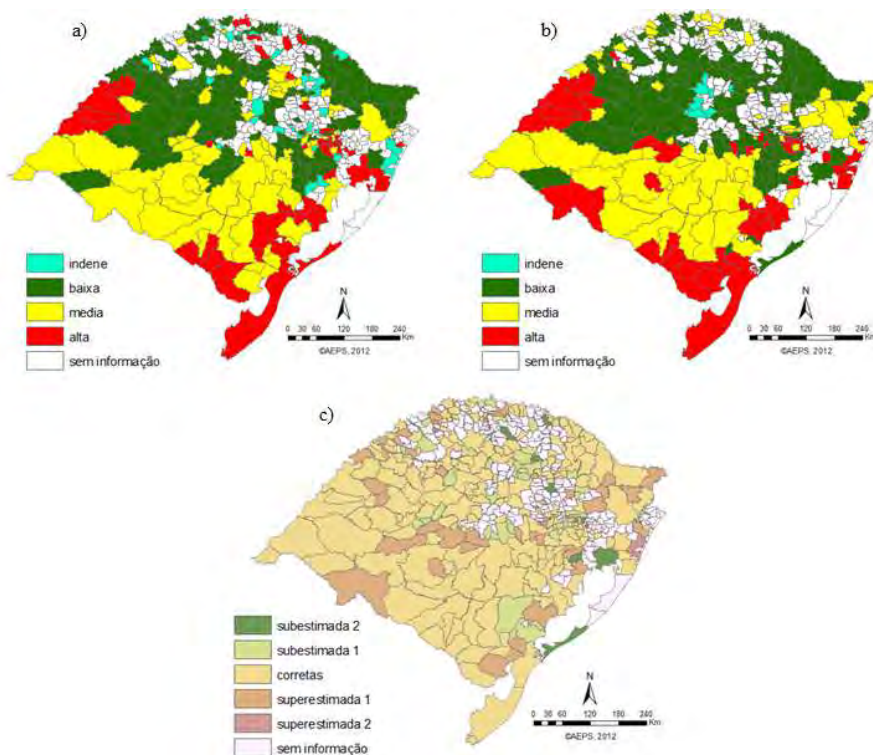 a)
indene
baixa
media
alta
sem informação
N
0 30 60 120 180 240
Km
©AEPS, 2012
b)
indene
baixa
media
alta
sem informação
N
0 30 60 120 180 240
Km
©AEPS, 2012
c)
subestimada 2
subestimada 1
corretas
superestimada 1
superestimada 2
sem informação
N
0 30 60 120 180 240
Km
©AEPS, 2012